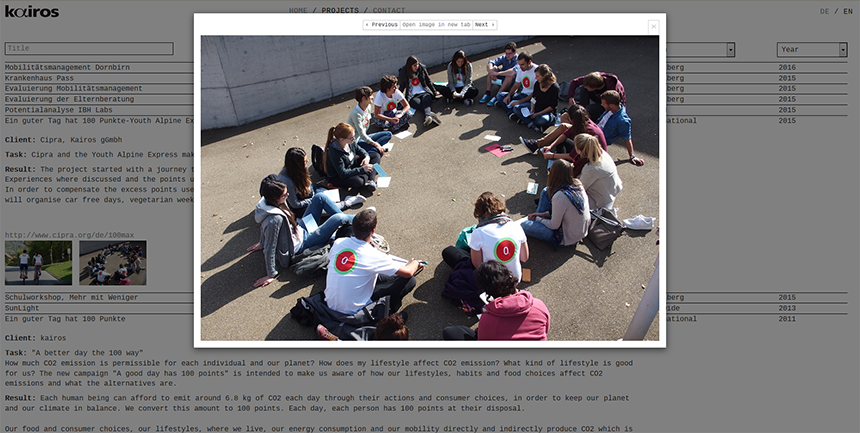 kairos
HOME / PROJECTS / CONTACT
DE / EN
‹ Previous Open image in new tab Next ›
×
Title
Year
Mobilitätsmanagement Dornbirn berg 2016
Krankenhaus Pass berg 2015
Evaluierung Mobilitätsmanagement berg 2015
Evaluierung der Elternberatung berg 2015
Potentialanalyse IBH Labs 2015
Ein guter Tag hat 100 Punkte-Youth Alpine Ex ational 2015
Client: Cipra, Kairos gGmbh
Task: Cipra and the Youth Alpine Express mak
Result: The project started with a journey t
Experiences where discussed and the points u
In order to compensate the excess points use
will organise car free days, vegetarian week
http://www.cipra.org/de/100max
0
0
Schulworkshop, Mehr mit Weniger berg 2015
SunLight ide 2013
Ein guter Tag hat 100 Punkte ational 2011
Client: kairos
Task: "A better day the 100 way"
How much CO2 emission is permissible for each individual and our planet? How does my lifestyle affect CO2 emission? What kind of lifestyle is good
for us? The new campaign "A good day has 100 points" is intended to make us aware of how our lifestyles, habits and food choices affect CO2
emissions and what the alternatives are.
Result: Each human being can afford to emit around 6.8 kg of CO2 each day through their actions and consumer choices, in order to keep our planet
and our climate in balance. We convert this amount to 100 points. Each day, each person has 100 points at their disposal.
Our food and consumer choices, our lifestyles, where we live, our energy consumption and our mobility directly and indirectly produce CO2 which is